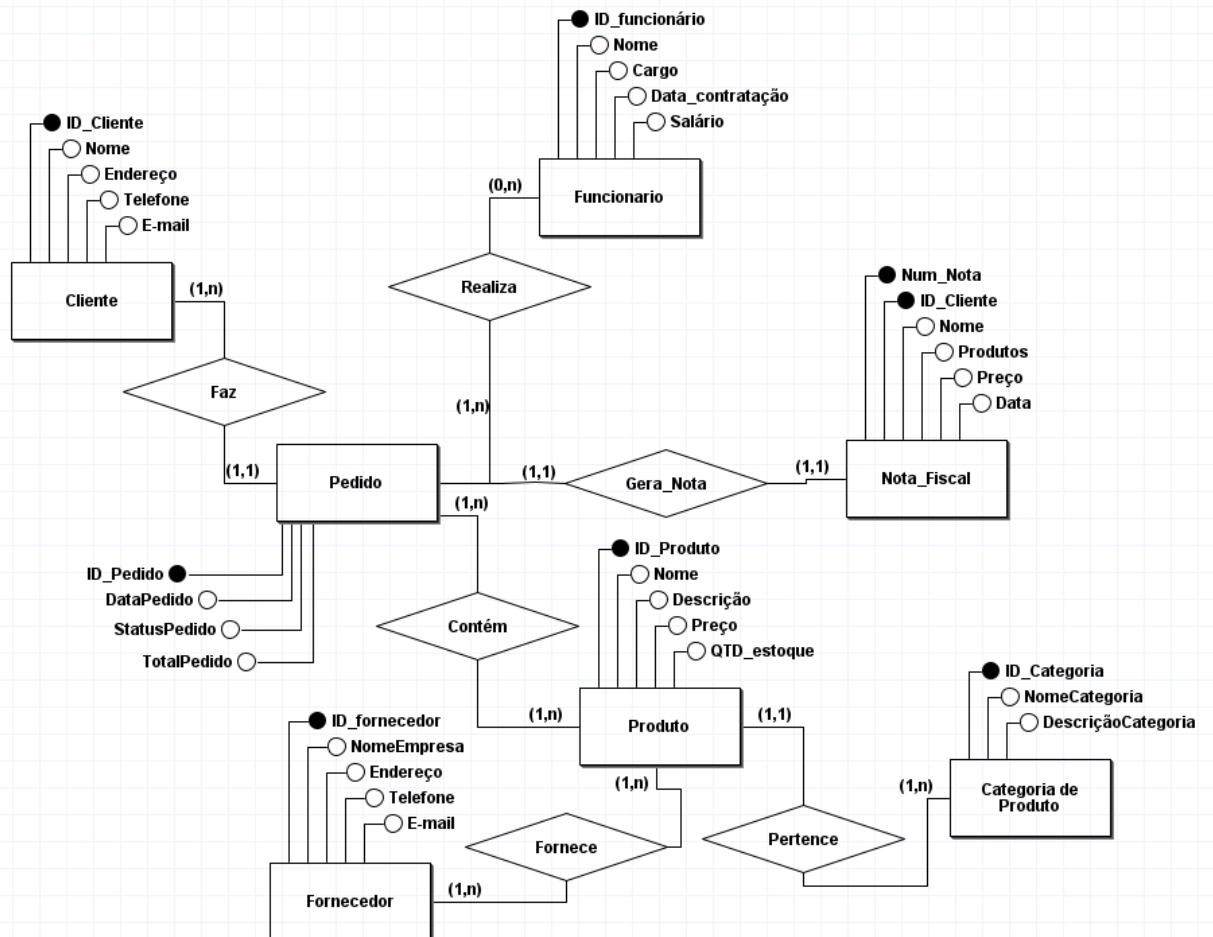 ID_funcionário
Nome
Cargo
Data_contratação
Salário
Funcionario
(0,n)
Realiza
(1,n)
ID_Cliente
Nome
Endereço
Telefone
E-mail
Cliente
(1,n)
Faz
(1,1)
Pedido
(1,1)
Gera_Nota
(1,1)
Num_Nota
ID_Cliente
Nome
Produtos
Preço
Data
Nota_Fiscal
ID_Pedido
DataPedido
StatusPedido
TotalPedido
(1,n)
Contém
(1,n)
ID_Produto
Nome
Descrição
Preço
QTD_estoque
Produto
(1,1)
Pertence
(1,n)
ID_Categoria
NomeCategoria
DescriçãoCategoria
Categoria de
Produto
(1,n)
Fornece
(1,n)
ID_fornecedor
NomeEmpresa
Endereço
Telefone
E-mail
Fornecedor